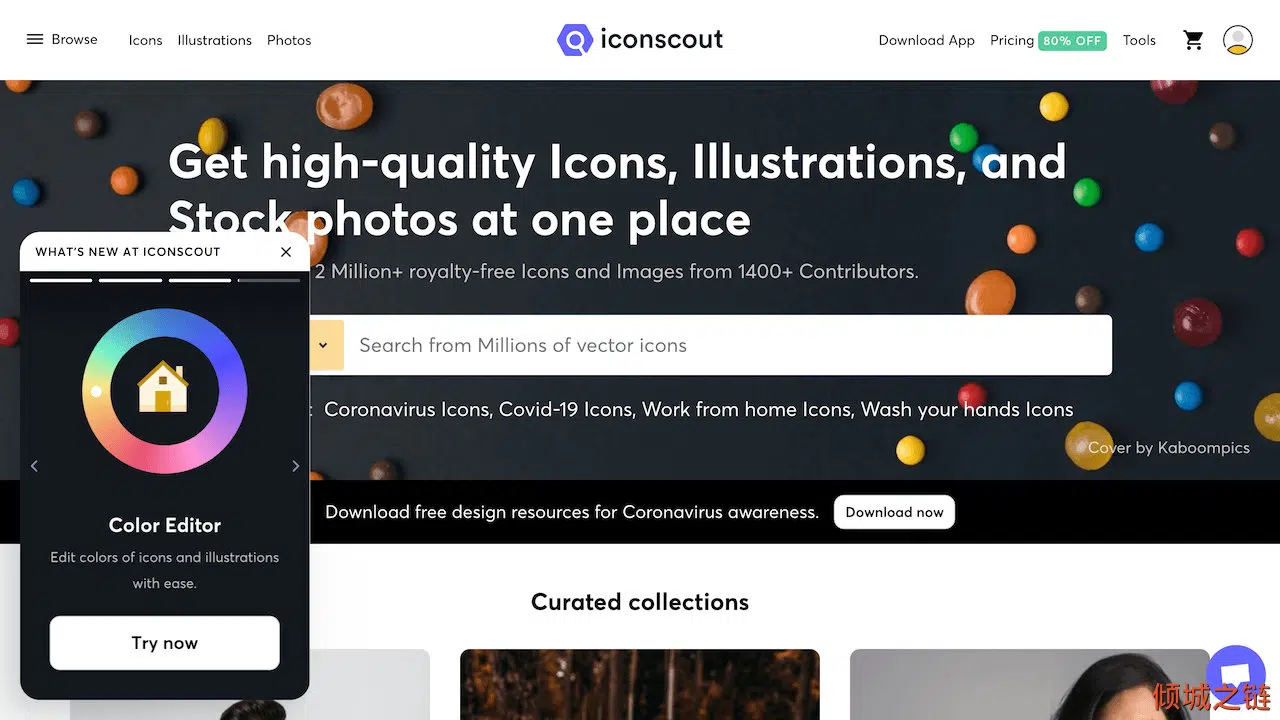 Browse
Icons
Illustrations
Photos
iconscout
Download App
Pricing
80% OFF
Tools
Get high-quality Icons, Illustrations, and
Stock photos at one place
2 Million+ royalty-free Icons and Images from 1400+ Contributors.
Search from Millions of vector icons
: Coronavirus Icons, Covid-19 Icons, Work from home Icons, Wash your hands Icons
Cover by Kaboompics
Download free design resources for Coronavirus awareness.
Download now
WHAT'S NEW AT ICONSCOUT
Color Editor
Edit colors of icons and illustrations
with ease.
Try now
Curated collections
倾城之链